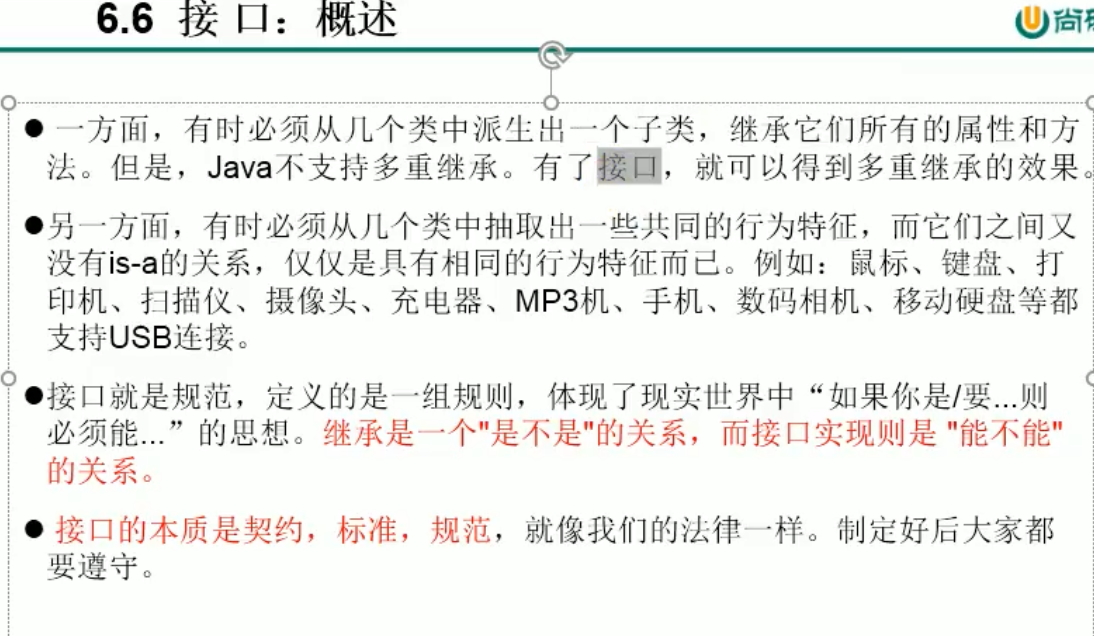 6.6 接 口：概述
尚硅
● 一方面，有时必须从几个类中派生出一个子类，继承它们所有的属性和方
法。但是，Java不支持多重继承。有了接口，就可以得到多重继承的效果。
●另一方面，有时必须从几个类中抽取出一些共同的行为特征，而它们之间又
没有is-a的关系，仅仅是具有相同的行为特征而已。例如：鼠标、键盘、打
印机、扫描仪、摄像头、充电器、MP3机、手机、数码相机、移动硬盘等都
支持USB连接。
●接口就是规范，定义的是一组规则，体现了现实世界中“如果你是/要...则
必须能...”的思想。继承是一个"是不是"的关系，而接口实现则是 "能不能"
的关系。
● 接口的本质是契约，标准，规范，就像我们的法律一样。制定好后大家都
要遵守。